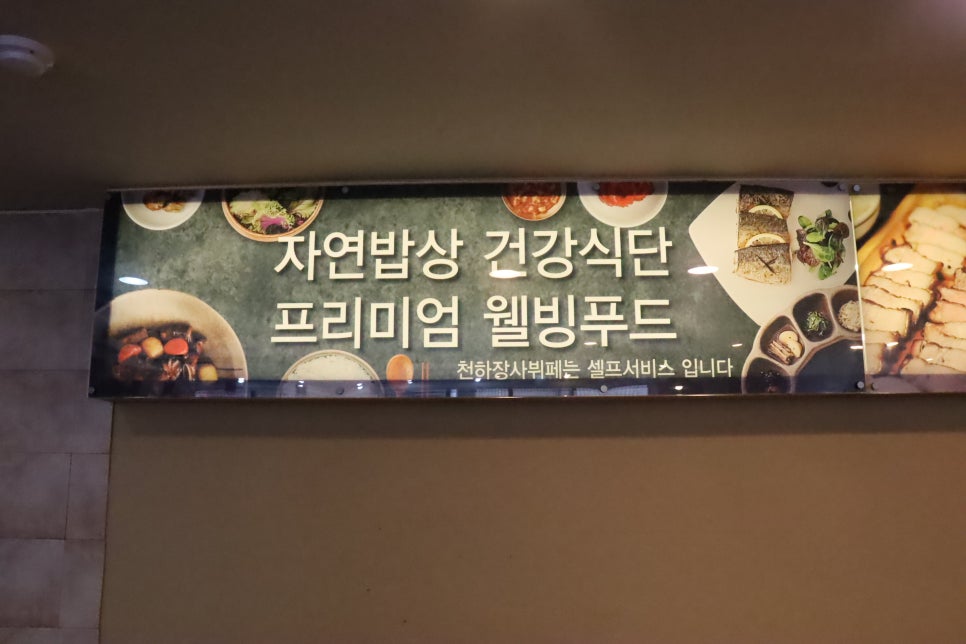 자연밥상 건강식단
프리미엄 웰빙푸드
천하장사뷔페는 셀프서비스 입니다